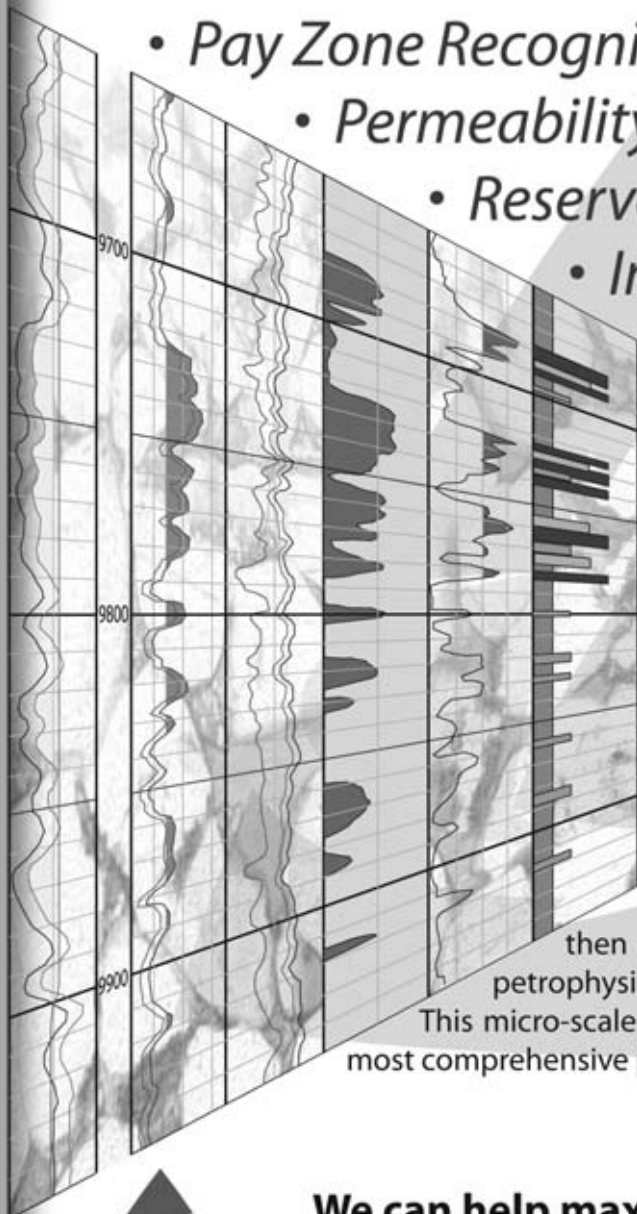 • Pay Zone Recogni
• Permeability
• Reserv
• In
9700
9800
9900
then
petrophysi
This micro-scale
most comprehensive
We can help max